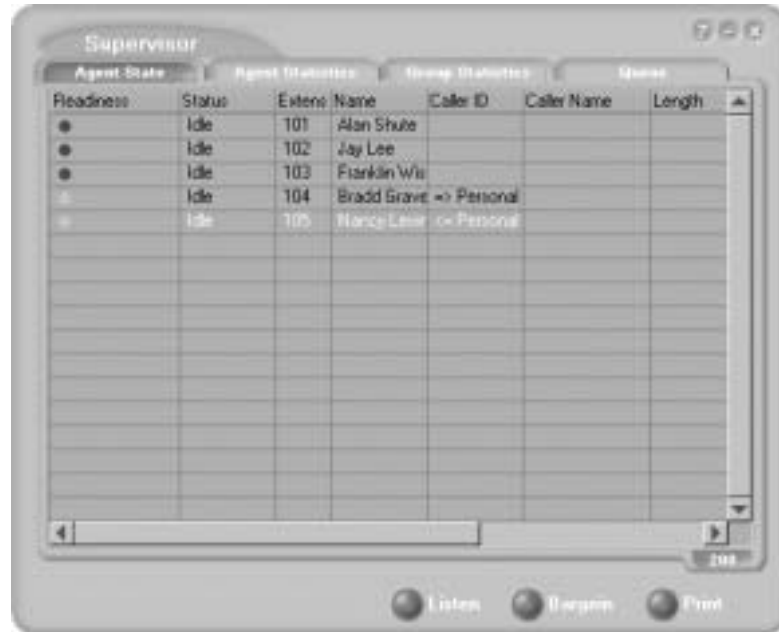 Supervisor
Agent State Agent Statistics Group Statistics Queue
Readiness Status Extens Name Caller ID Caller Name Length
Idle 101 Alan Shute
Idle 102 Jay Lee
Idle 103 Franklin Wis
Idle 104 Bradd Grave => Personal
Idle 105 Nancy <= Personal
200
Listen Bargein Print